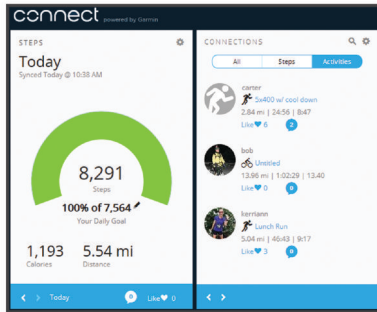 connect powered by Garmin
STEPS
Today
Synced Today @ 10:38 AM
8,291
Steps
100% of 7,564
Your Daily Goal
1,193
Calories
5.54 mi
Distance
Today
0
Like 0
CONNECTIONS
All
Steps
Activities
carter
5x400 w/ cool down
2.84 mi | 24:56 | 8:47
Like 6
2
bob
Untitled
13.96 mi | 1:02:29 | 13.40
Like 0
0
kerriann
Lunch Run
5.04 mi | 46:43 | 9:17
Like 3
0